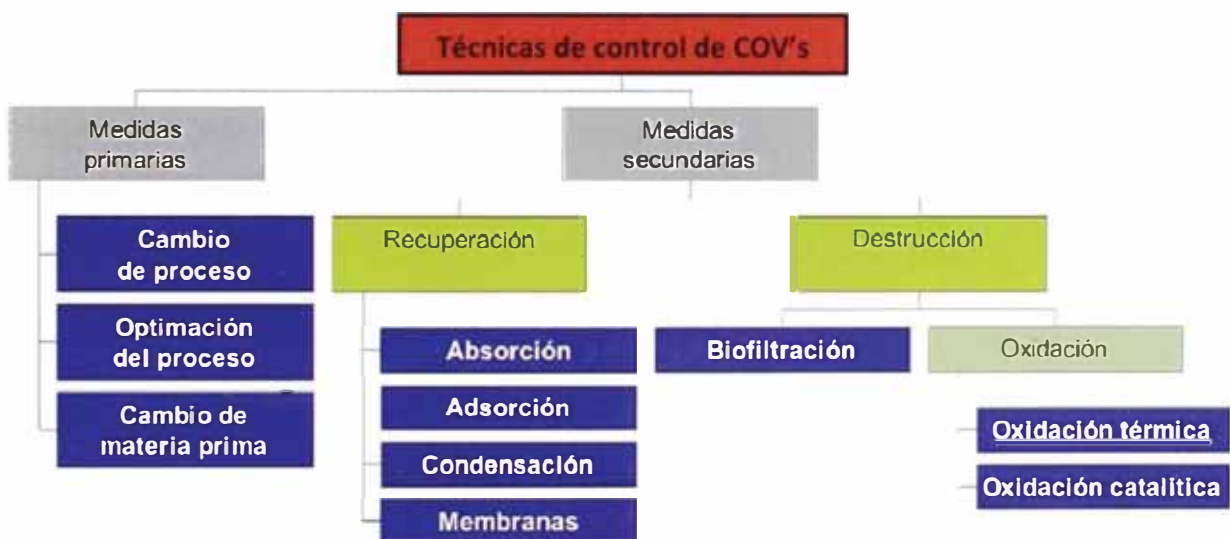 Técnicas de control de COV's
Medidas
primarias
Medidas
secundarias
Cambio
de proceso
Optimación
del proceso
Cambio de
materia prima
Recuperación
Absorción
Adsorción
Condensación
Membranas
Destrucción
Biofiltración
Oxidación
Oxidación térmica
Oxidación catalitica